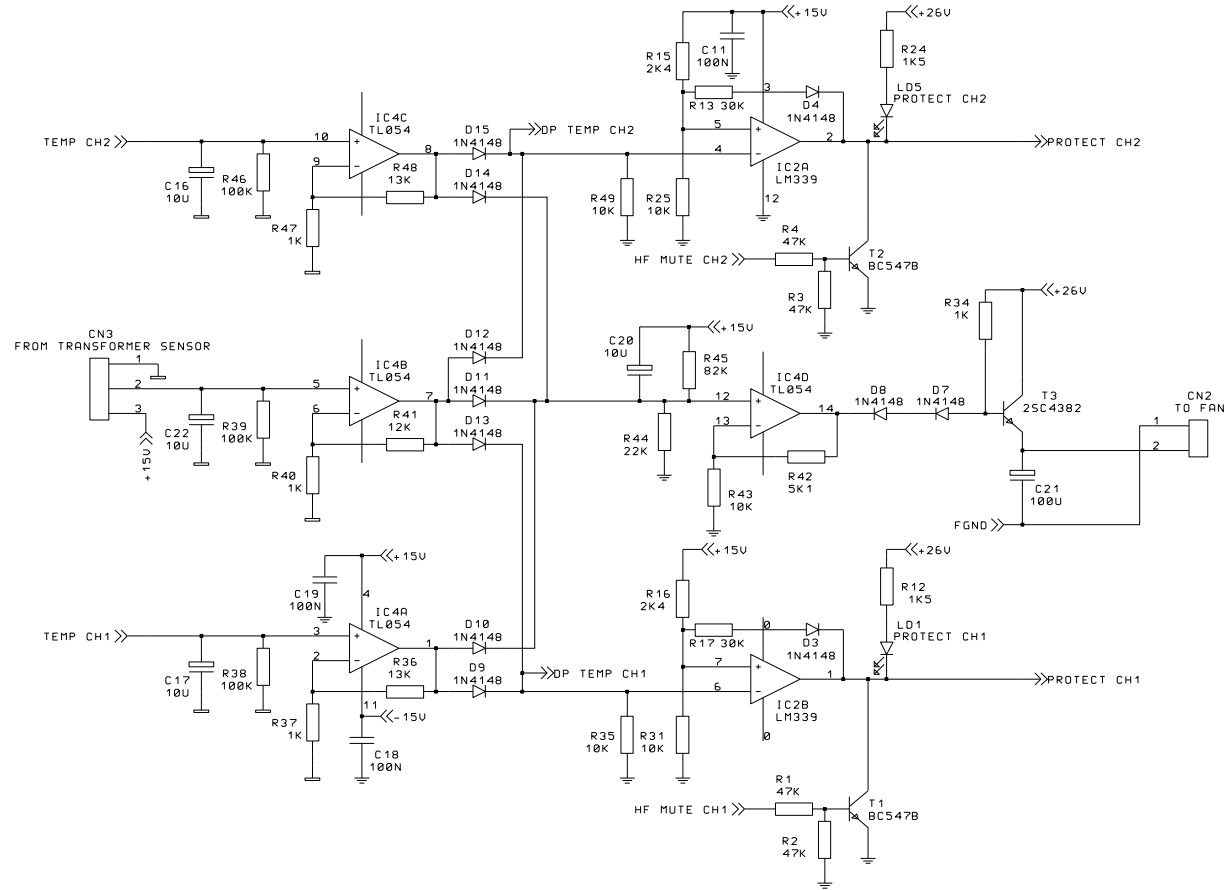 +15V
+26V
R15
2K4
C11
100N
R24
1K5
LD5
PROTECT CH2
R13 30K
3
D4
1N4148
TEMP CH2
10
9
IC4C
TL054
8
D15
1N4148
DP TEMP CH2
5
4
2
PROTECT CH2
IC2A
LM339
12
C16
10U
R46
100K
R48
13K
D14
1N4148
R47
1K
R49
10K
R25
10K
R4
47K
HF MUTE CH2
T2
BC547B
R3
47K
+26V
R34
1K
CN3
FROM TRANSFORMER SENSOR
1
2
3
+15V
C22
10U
R39
100K
5
6
IC4B
TL054
7
R41
12K
R40
1K
D12
1N4148
D11
1N4148
D13
1N4148
C20
10U
+15V
R45
82K
R44
22K
12
13
IC4D
TL054
14
R42
5K1
R43
10K
D8
1N4148
D7
1N4148
T3
2SC4382
CN2
TO FAN
1
2
C21
100U
FGND
+15V
C19
100N
4
TEMP CH1
3
2
IC4A
TL054
1
11
-15V
C18
100N
C17
10U
R38
100K
R36
13K
R37
1K
D10
1N4148
D9
1N4148
DP TEMP CH1
+15V
R16
2K4
R17 30K
0
D3
1N4148
+26V
R12
1K5
LD1
PROTECT CH1
7
6
1
PROTECT CH1
IC2B
LM339
0
R35
10K
R31
10K
R1
47K
HF MUTE CH1
T1
BC547B
R2
47K